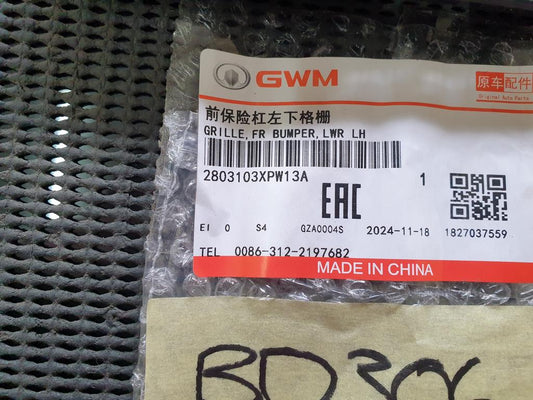 GWM
原车配件
Original Auto Parts
前保险杠左下格栅
GRILLE, FR BUMPER, LWR LH
2803103XPW13A 1
EAC
EI 0 S4 GZA0004S 2024-11-18 1827037559
TEL 0086-312-2197682
MADE IN CHINA
BD306